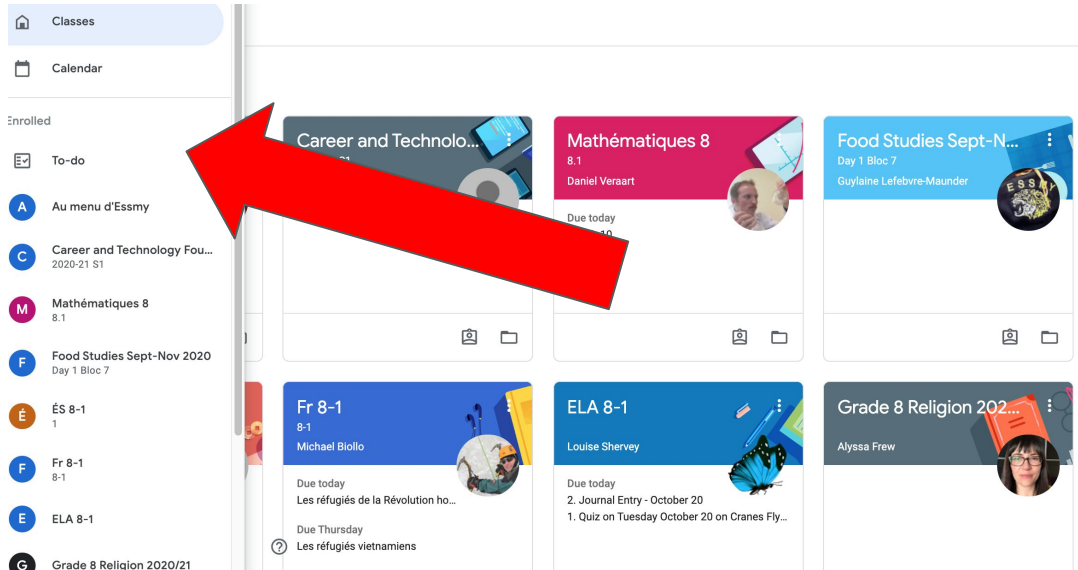 Classes
Calendar
Enrolled
To-do
A
Au menu d'Essmy
C
Career and Technology Fou...
2020-21 S1
M
Mathématiques 8
8.1
F
Food Studies Sept-Nov 2020
Day 1 Bloc 7
É
ÉS 8-1
1
F
Fr 8-1
8-1
E
ELA 8-1
G
Grade 8 Religion 2020/21
Career and Technolo...
Mathématiques 8
8.1
Daniel Veraart
Due today
Food Studies Sept-N...
Day 1 Bloc 7
Guylaine Lefebvre-Maunder
ESSMY
Fr 8-1
8-1
Michael Biollo
Due today
Les réfugiés de la Révolution ho...
Due Thursday
Les réfugiés vietnamiens
ELA 8-1
Louise Shervey
Due today
2. Journal Entry - October 20
1. Quiz on Tuesday October 20 on Cranes Fly...
Grade 8 Religion 202...
Alyssa Frew